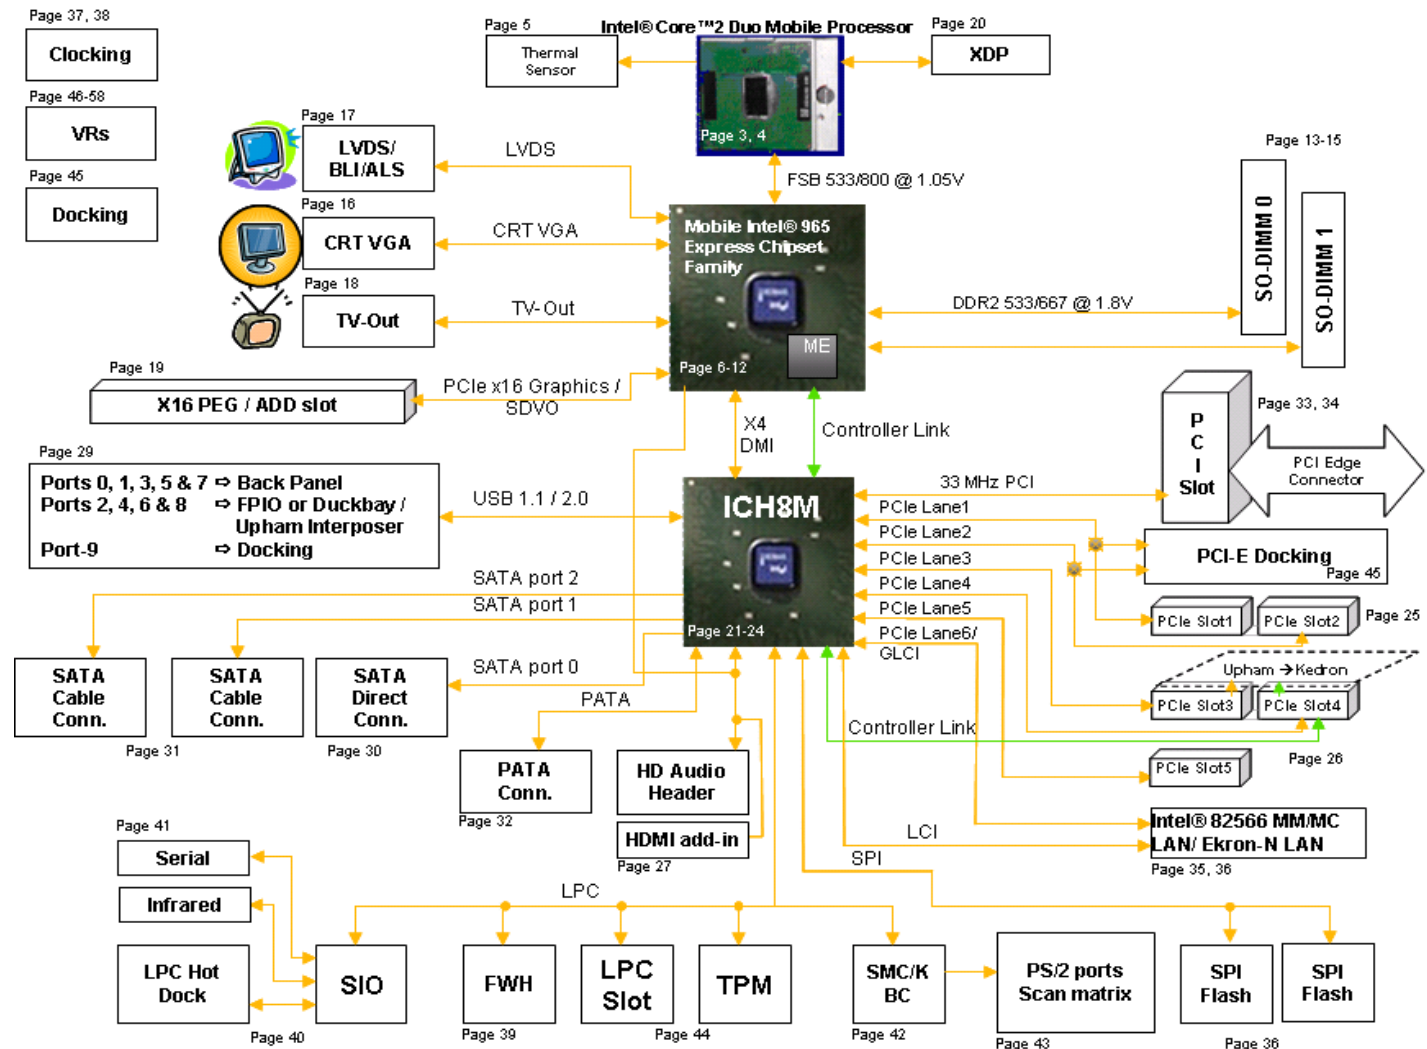 Page 37, 38
Clocking
Page 46-58
VRs
Page 45
Docking
Page 5
Thermal
Sensor
Intel® Core™2 Duo Mobile Processor
Page 3, 4
Page 20
XDP
FSB 533/800 @ 1.05V
Page 17
LVDS/
BLI/ALS
LVDS
Page 16
CRT VGA
CRT VGA
Page 18
TV-Out
TV-Out
Page 19
X16 PEG / ADD slot
PCIe x16 Graphics /
SDVO
Mobile Intel® 965
Express Chipset
Family
ME
Page 6-12
Page 13-15
SO-DIMM 0
SO-DIMM 1
DDR2 533/667 @ 1.8V
X4
DMI
Controller Link
Page 29
Ports 0, 1, 3, 5 & 7 ⇨ Back Panel
Ports 2, 4, 6 & 8 ⇨ FPIO or Duckbay /
Upham Interposer
Port-9 ⇨ Docking
USB 1.1 / 2.0
ICH8M
Page 21-24
33 MHz PCI
PCI
Slot
Page 33, 34
PCI Edge
Connector
PCIe Lane1
PCIe Lane2
PCIe Lane3
PCIe Lane4
PCIe Lane5
PCIe Lane6/
GLCI
PCI-E Docking
Page 45
PCIe Slot1
PCIe Slot2
Page 25
Upham →Kedron
PCIe Slot3
PCIe Slot4
Page 26
PCIe Slot5
Controller Link
SATA port 2
SATA port 1
SATA port 0
PATA
SATA
Cable
Conn.
SATA
Cable
Conn.
SATA
Direct
Conn.
Page 31
Page 30
PATA
Conn.
Page 32
HD Audio
Header
HDMI add-in
Page 27
LCI
SPI
Intel® 82566 MM/MC
LAN/ Ekron-N LAN
Page 35, 36
Page 41
Serial
Infrared
LPC Hot
Dock
LPC
SIO
Page 40
FWH
Page 39
LPC
Slot
TPM
Page 44
SMC/K
BC
Page 42
PS/2 ports
Scan matrix
Page 43
SPI
Flash
SPI
Flash
Page 36